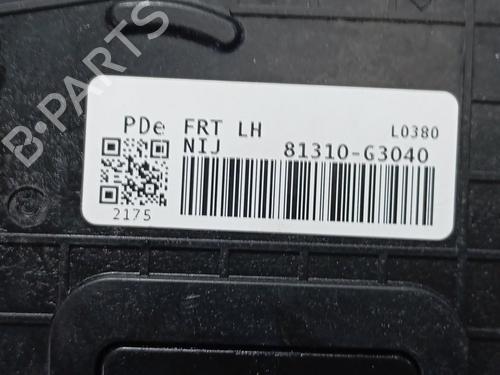 PDe FRT LH L0380
NIJ 81310-G3040
2175
B-PARTS